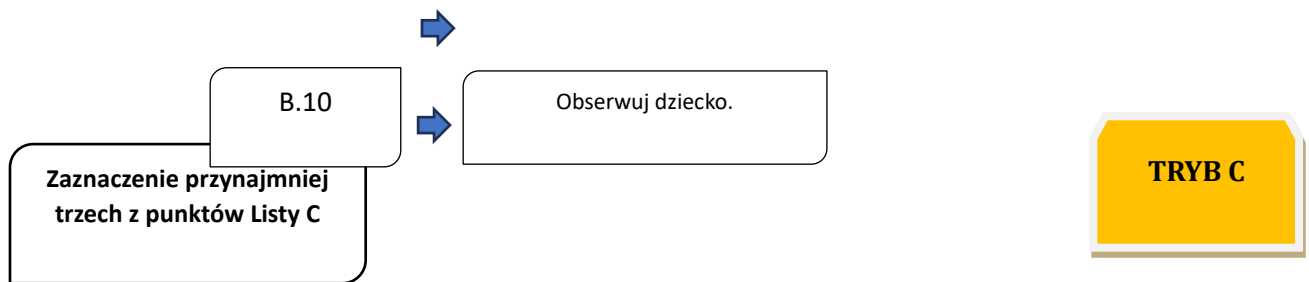 B.10
Obserwuj dziecko.
Zaznaczenie przynajmniej
trzech z punktów Listy C
TRYB C